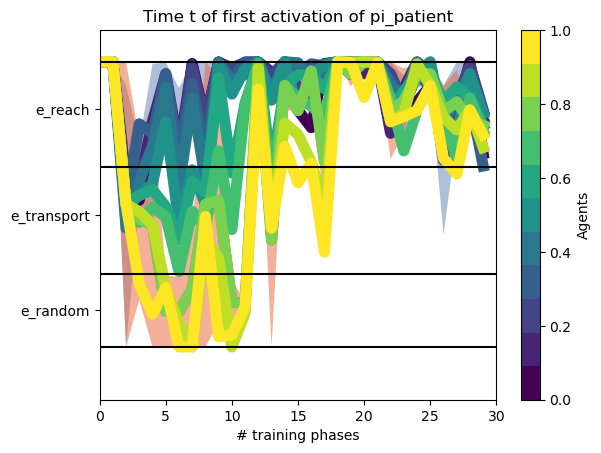 Time t of first activation of pi_patient
e_reach
e_transport
e_random
0
5
10
15
20
25
30
# training phases
1.0
0.8
0.6
0.4
0.2
0.0
Agents